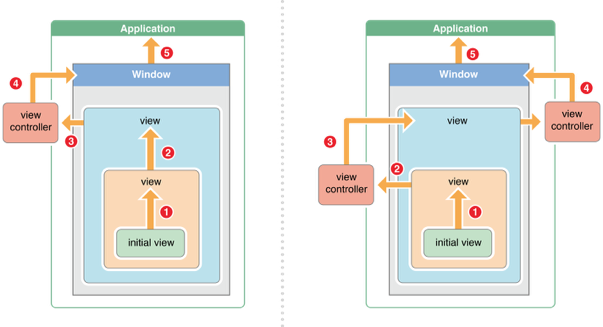 Application
5
4
Window
view
controller
3
view
2
view
1
initial view
Application
5
Window
4
view
view
controller
3
2
view
controller
view
1
initial view